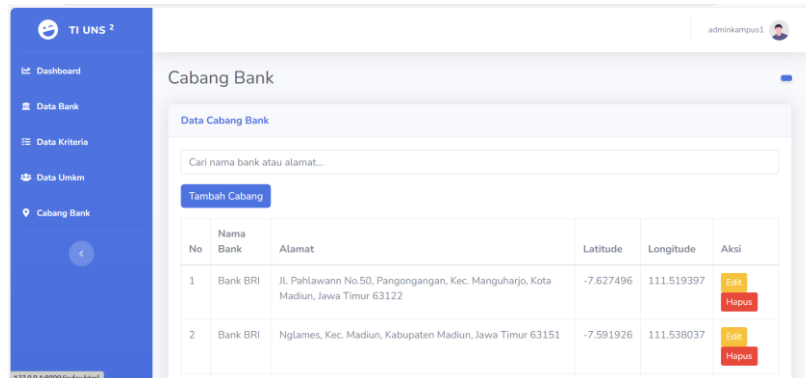 TI UNS 2
adminkampus1
Dashboard
Data Bank
Data Kriteria
Data Umkm
Cabang Bank
Cabang Bank
Data Cabang Bank
Cari nama bank atau alamat...
Tambah Cabang
No Nama Bank Alamat Latitude Longitude Aksi
1 Bank BRI Jl. Pahlawann No.50, Pangongangan, Kec. Manguharjo, Kota -7.627496 111.519397 Edit
Madiun, Jawa Timur 63122 Hapus
2 Bank BRI Nglames, Kec. Madiun, Kabupaten Madiun, Jawa Timur 63151 -7.591926 111.538037 Edit
Hapus